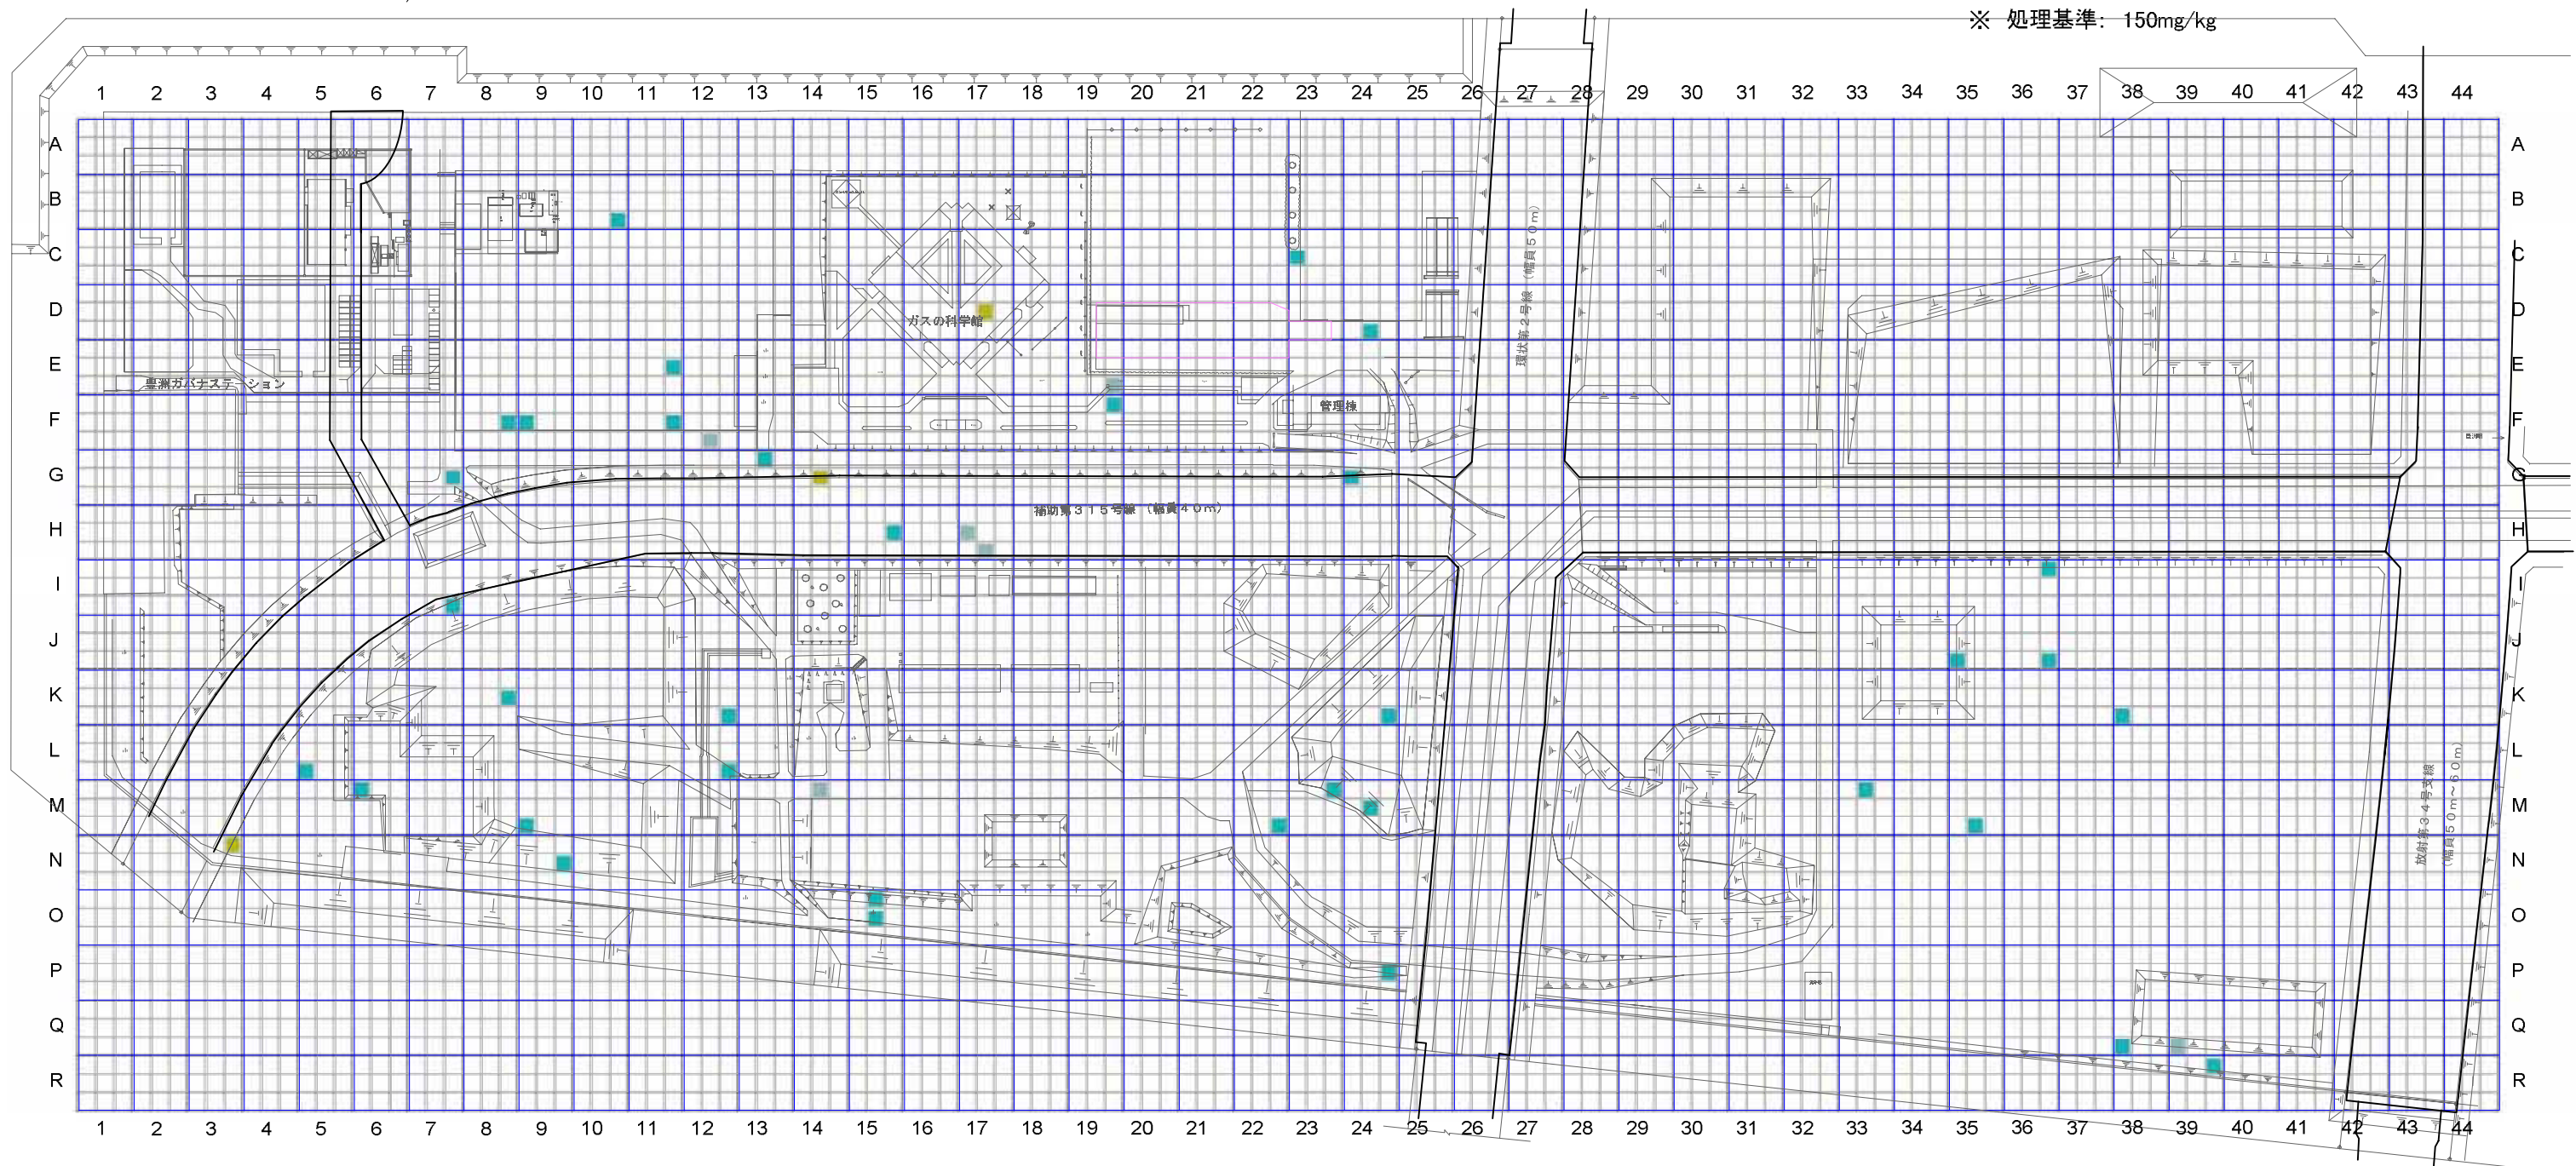 ※ 処理基準: 150mg/kg
1 2 3 4 5 6 7 8 9 10 11 12 13 14 15 16 17 18 19 20 21 22 23 24 25 26 27 28 29 30 31 32 33 34 35 36 37 38 39 40 41 42 43 44
A A
B B
C C
環状第2号線(幅員50m)
D D
ガスの科学館
E E
豊洲ガバナステーション
F F
管理棟
G G
補助第315号線(幅員40m)
H H
I I
J J
K K
L L
M M
放射第34号支線
(幅員50m~60m)
N N
O O
P P
Q Q
R R
1 2 3 4 5 6 7 8 9 10 11 12 13 14 15 16 17 18 19 20 21 22 23 24 25 26 27 28 29 30 31 32 33 34 35 36 37 38 39 40 41 42 43 44